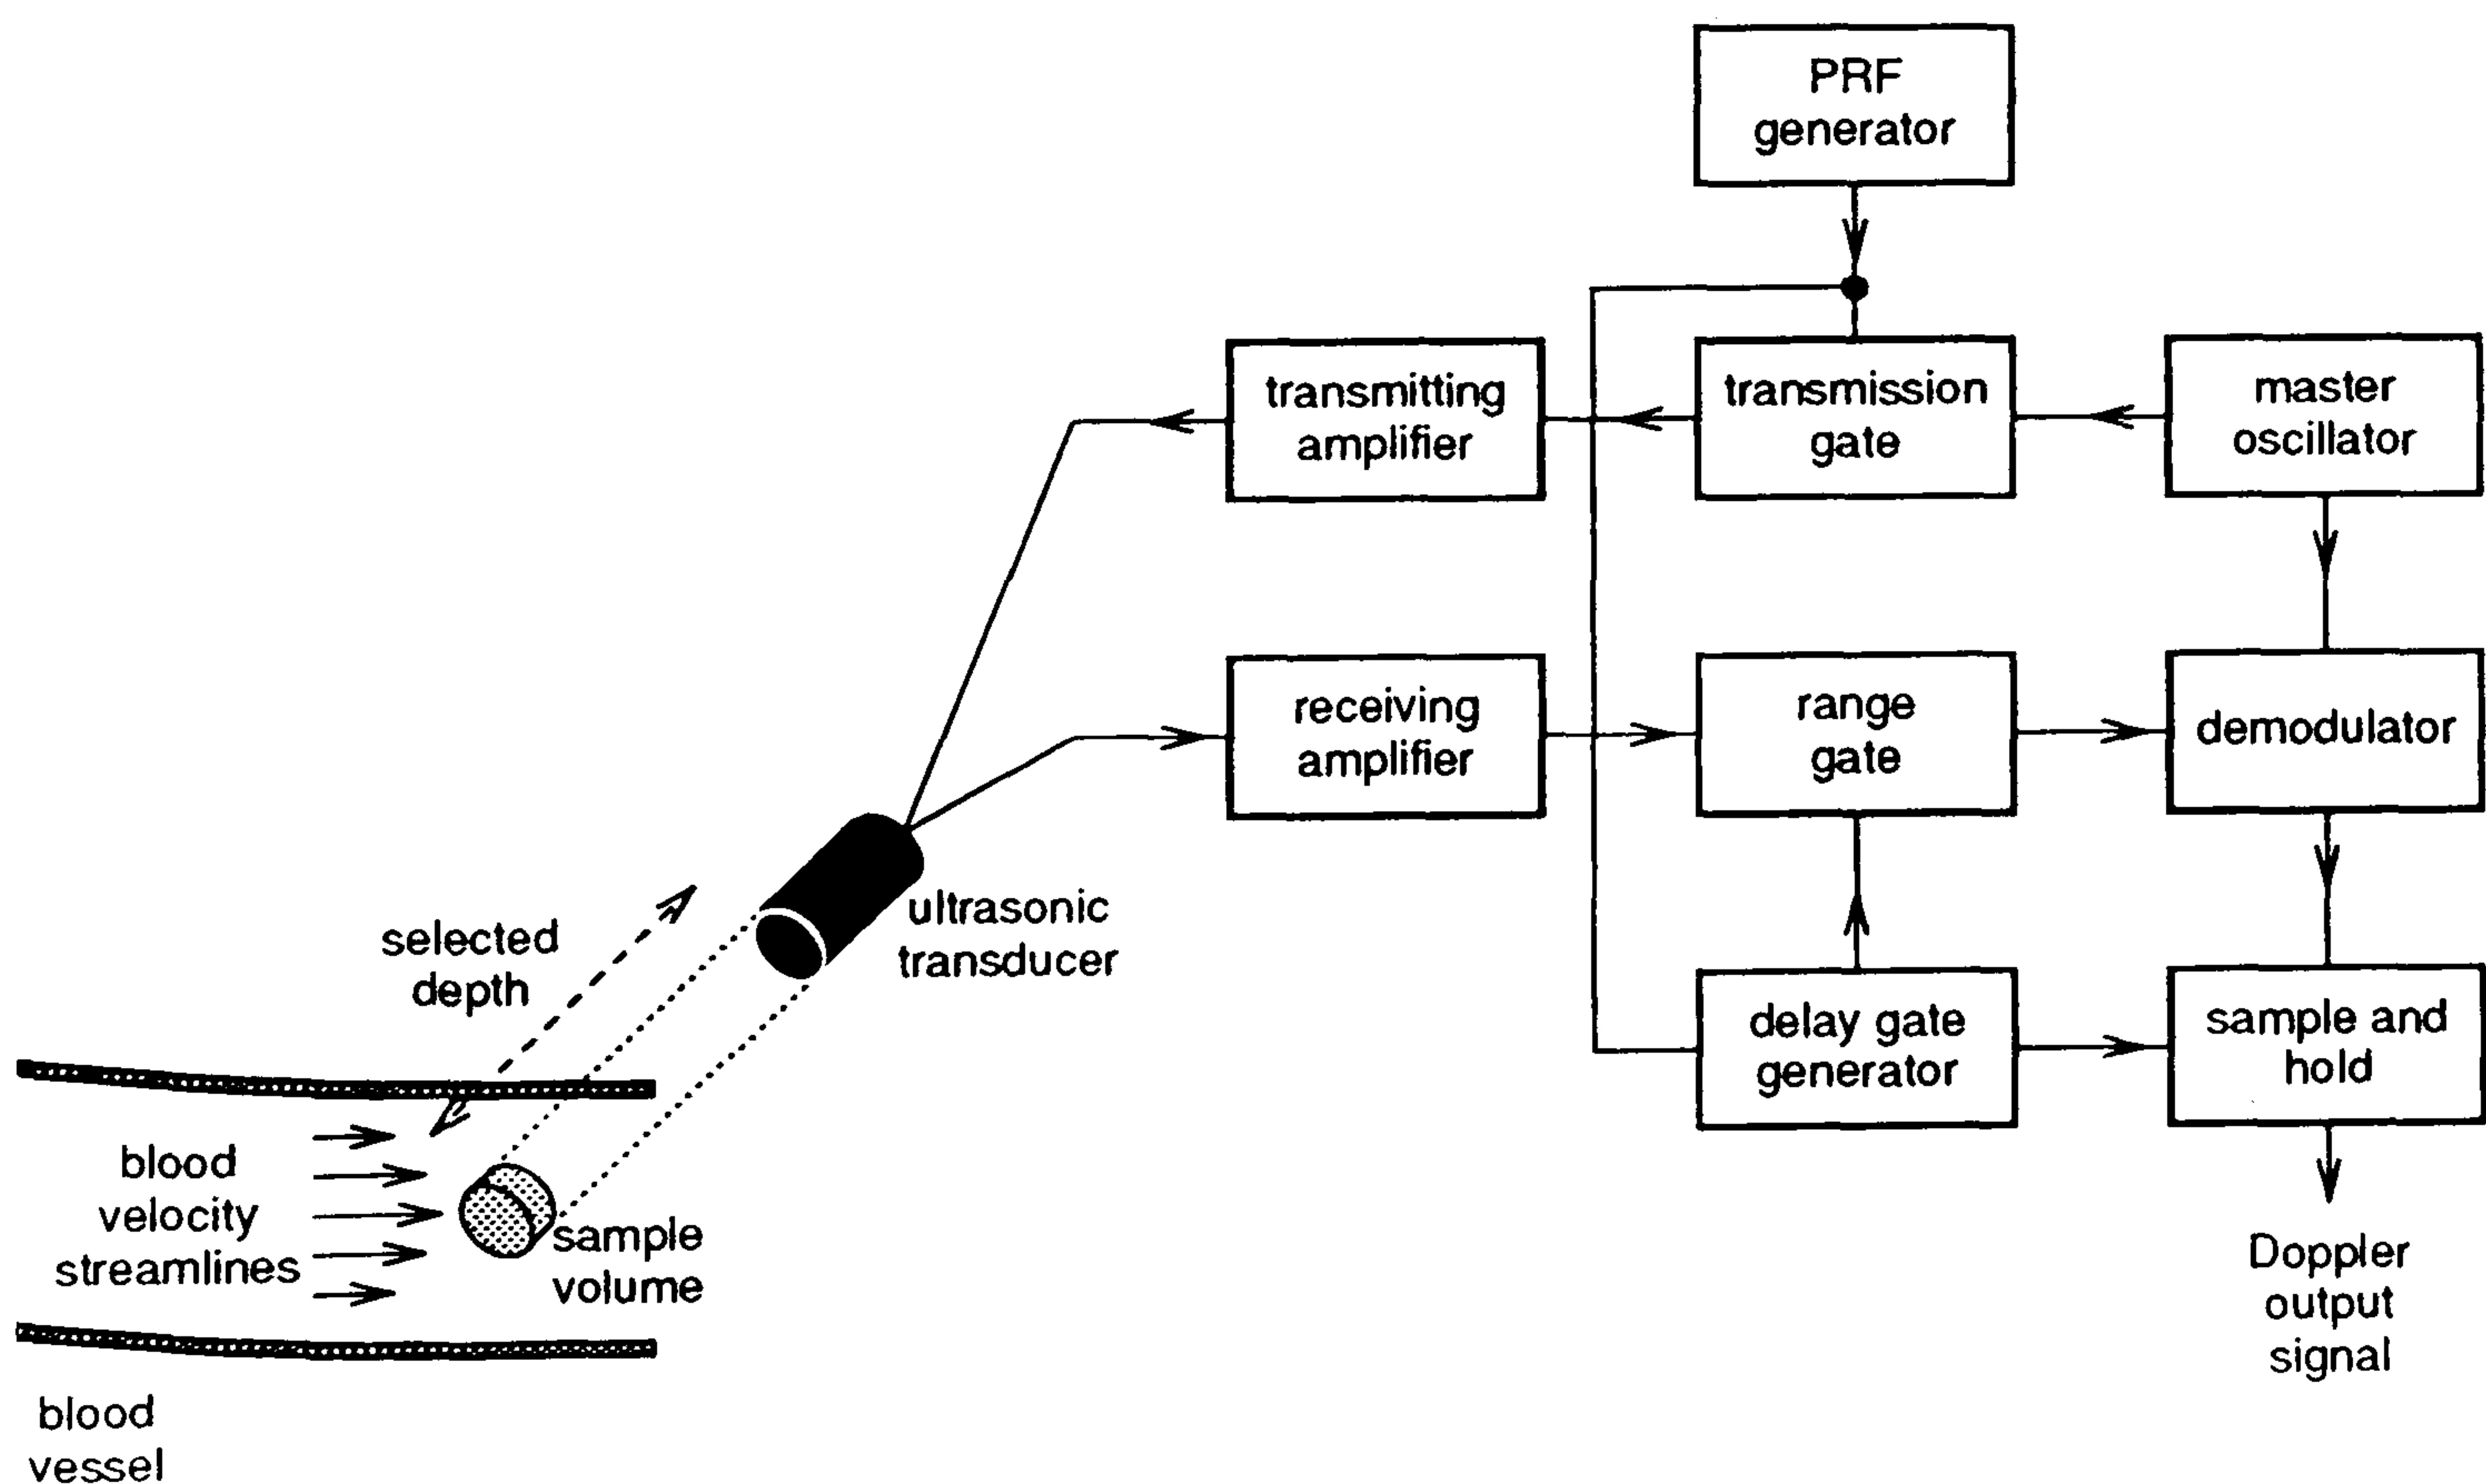 PRF
generator
transmitting
amplifier
transmission
gate
master
oscillator
receiving
amplifier
range
gate
demodulator
ultrasonic
transducer
selected
depth
delay gate
generator
sample and
hold
blood
velocity
streamlines
sample
volume
Doppler
output
signal
blood
vessel